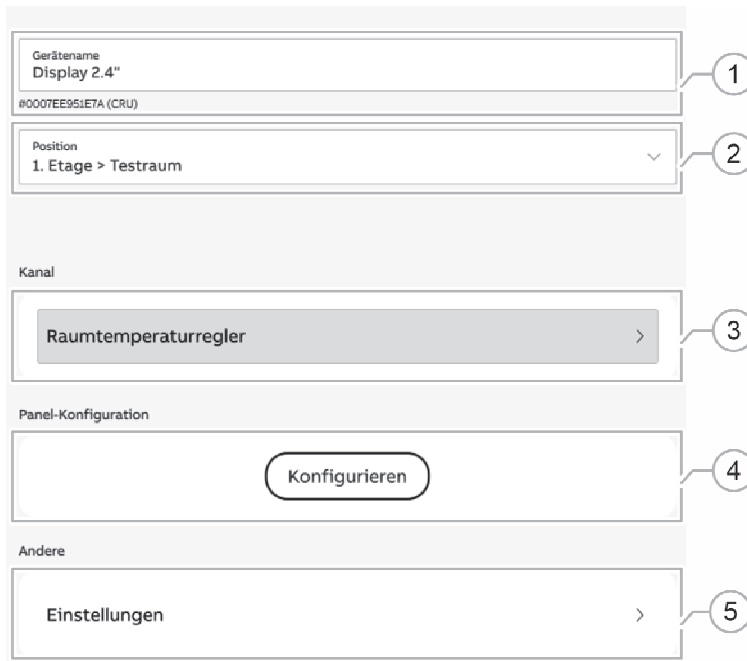 Gerätename
Display 2.4"
1
#0007EE951E7A (CRU)
Position
1. Etage > Testraum
2
Kanal
Raumtemperaturregler
3
Panel-Konfiguration
Konfigurieren
4
Andere
Einstellungen
5